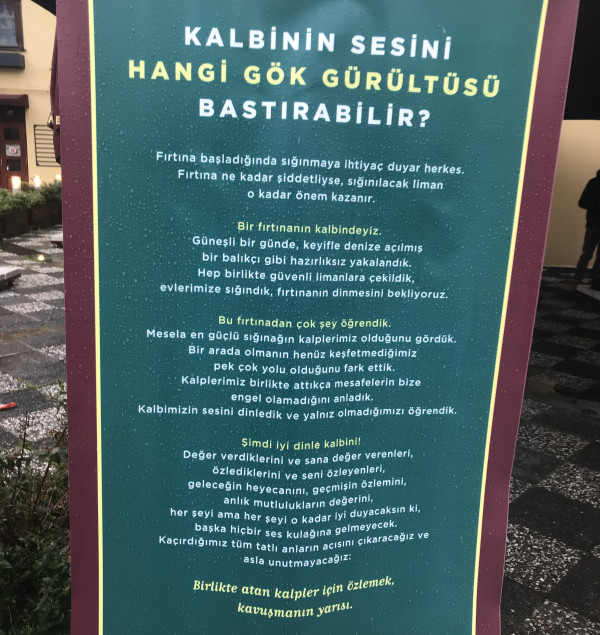 KALBİNİN SESİNİ
HANGİ GÖK GÜRÜLTÜSÜ
BASTIRABİLİR?
Fırtına başladığında sığınmaya ihtiyaç duyar herkes.
Fırtına ne kadar şiddetliyse, sığınılacak liman
o kadar önem kazanır.
Bir fırtınanın kalbindeyiz.
Güneşli bir günde, keyifle denize açılmış
bir balıkçı gibi hazırlıksız yakalandık.
Hep birlikte güvenli limanlara çekildik,
evlerimize sığındık, fırtınanın dinmesini bekliyoruz.
Bu fırtınadan çok şey öğrendik.
Mesela en güçlü sığınağın kalplerimiz olduğunu gördük.
Bir arada olmanın henüz keşfetmediğimiz
pek çok yolu olduğunu fark ettik.
Kalplerimiz birlikte attıkça mesafelerin bize
engel olamadığını anladık.
Kalbimizin sesini dinledik ve yalnız olmadığımızı öğrendik.
Şimdi iyi dinle kalbini!
Değer verdiklerini ve sana değer verenleri,
özlediklerini ve seni özleyenleri,
geleceğin heyecanını, geçmişin özlemini,
anlık mutlulukların değerini,
her şeyi ama her şeyi o kadar iyi duyacaksın ki,
başka hiçbir ses kulağına gelmeyecek.
Kaçırdığımız tüm tatlı anların acısını çıkaracağız ve
asla unutmayacağız:
Birlikte atan kalpler için özlemek,
kavuşmanın yarısı.